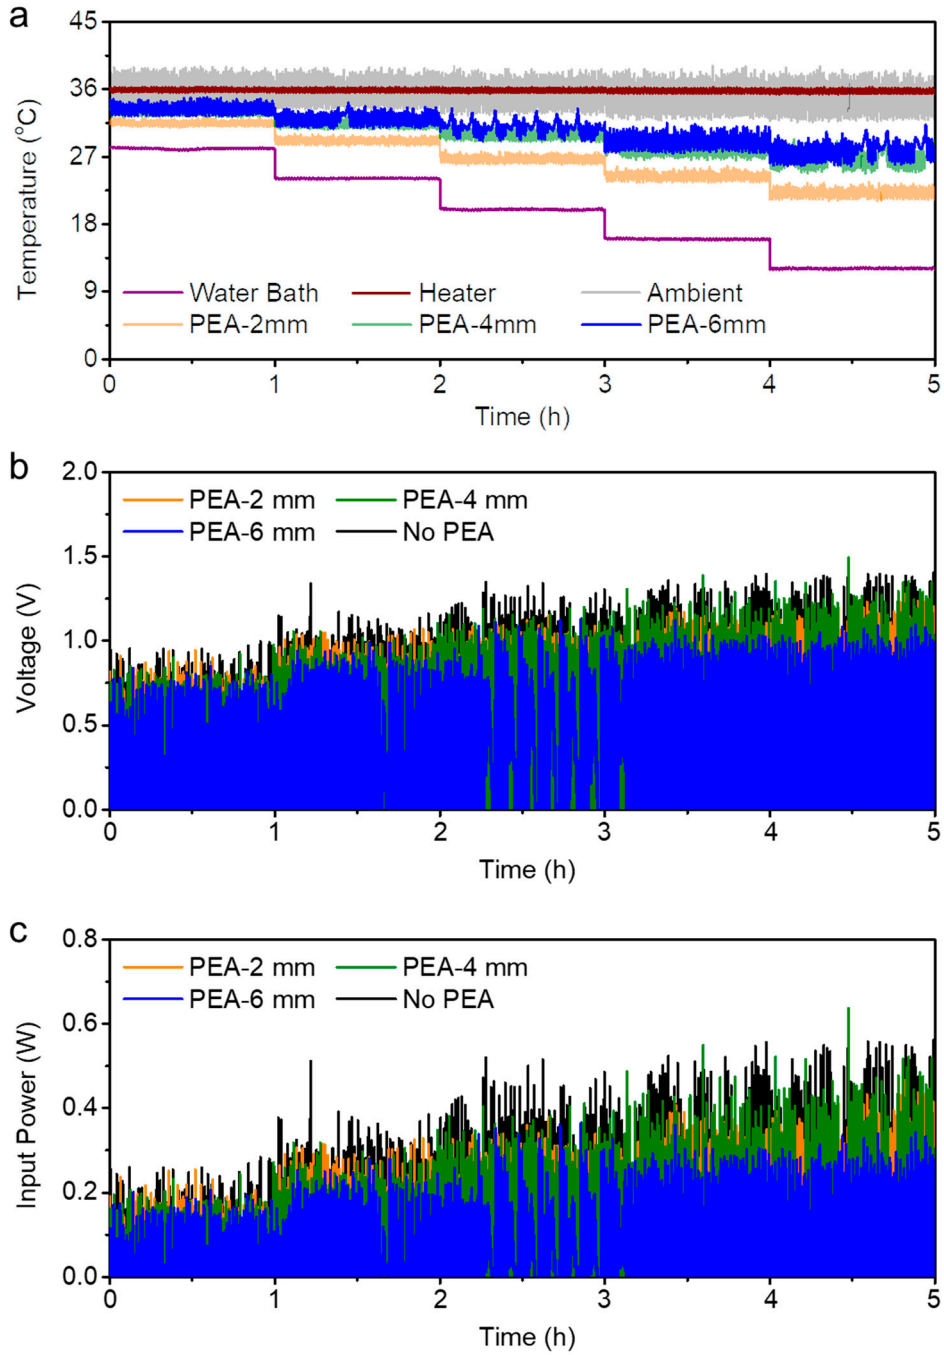 a
45
36
27
18
9
0
Temperature (°C)
Water Bath Heater Ambient
PEA-2mm PEA-4mm PEA-6mm
0 1 2 3 4 5
Time (h)
b
2.0
1.5
1.0
0.5
0.0
Voltage (V)
PEA-2 mm PEA-4 mm
PEA-6 mm No PEA
0 1 2 3 4 5
Time (h)
c
0.8
0.6
0.4
0.2
0.0
Input Power (W)
PEA-2 mm PEA-4 mm
PEA-6 mm No PEA
0 1 2 3 4 5
Time (h)